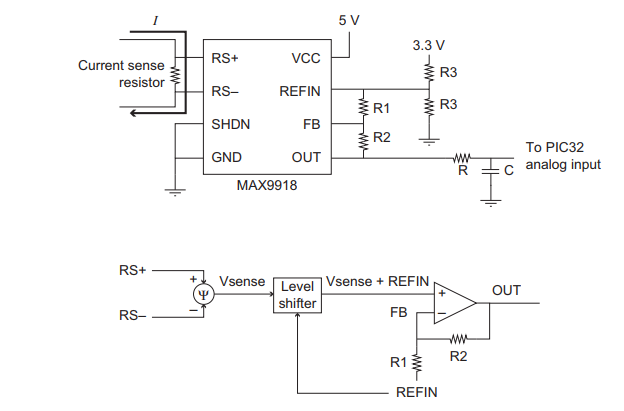 I
5 V
3.3 V
Current sense
resistor
RS+
VCC
R3
RS–
REFIN
R3
R1
SHDN
FB
R2
GND
OUT
To PIC32
analog input
R
C
MAX9918
RS+
+
Vsense
Ψ
–
RS–
Level
shifter
Vsense + REFIN
+
OUT
FB
–
R1
R2
REFIN